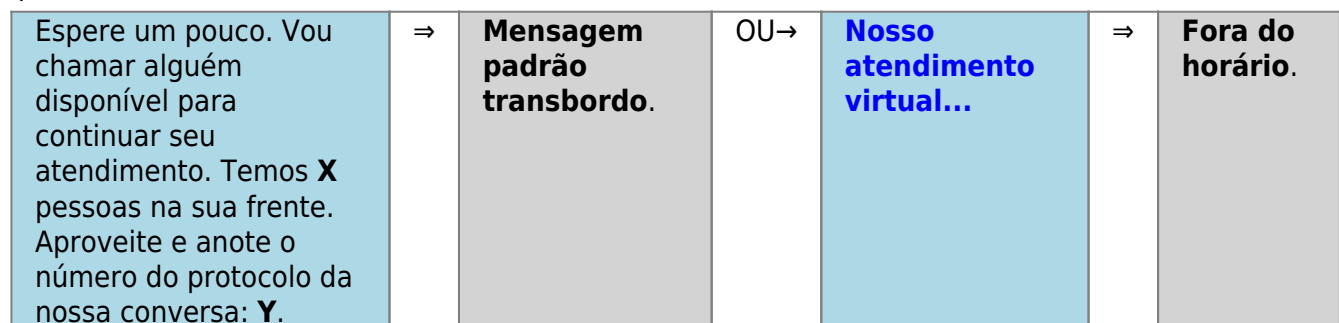 Espere um pouco. Vou
chamar alguém
disponível para
continuar seu
atendimento. Temos X
pessoas na sua frente.
Aproveite e anote o
número do protocolo da
nossa conversa: Y.
⇒
Mensagem
padrão
transbordo.
OU→
Nosso
atendimento
virtual...
⇒
Fora do
horário.